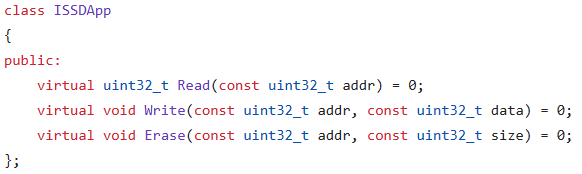 class ISSDApp
{
public:
    virtual uint32_t Read(const uint32_t addr) = 0;
    virtual void Write(const uint32_t addr, const uint32_t data) = 0;
    virtual void Erase(const uint32_t addr, const uint32_t size) = 0;
};